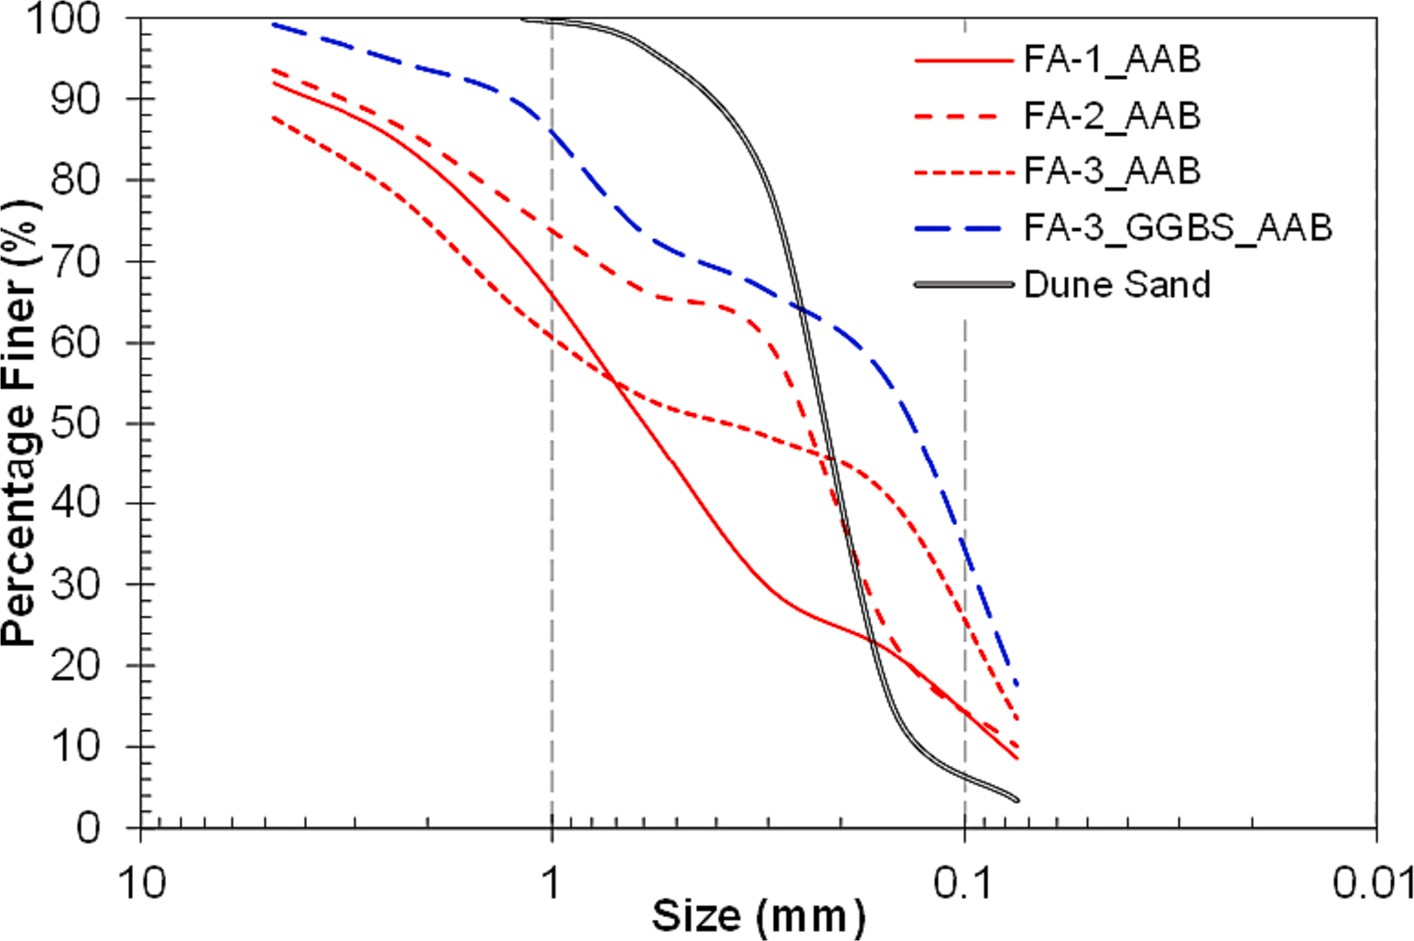 100
90
80
70
60
50
40
30
20
10
0
Percentage Finer (%)
FA-1_AAB
FA-2_AAB
FA-3_AAB
FA-3_GGBS_AAB
Dune Sand
10 1 0.1 0.01
Size (mm)